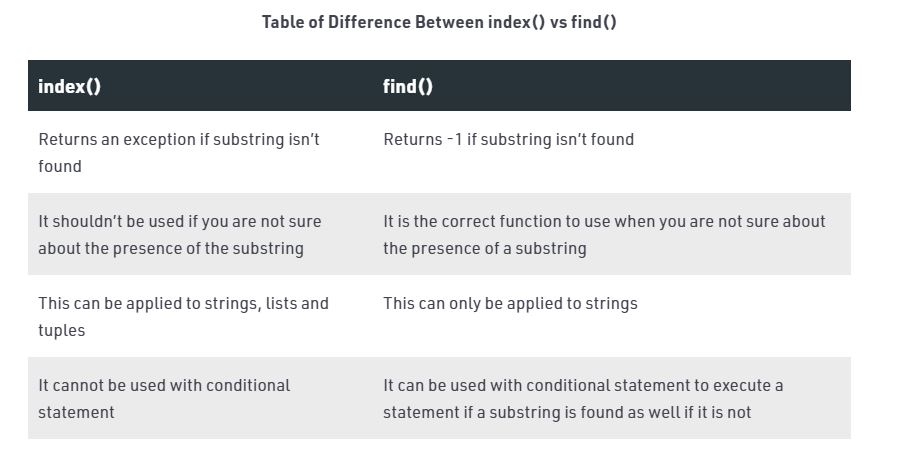 Table of Difference Between index() vs find()
index()
find()
Returns an exception if substring isn’t
found
Returns -1 if substring isn’t found
It shouldn’t be used if you are not sure
about the presence of the substring
It is the correct function to use when you are not sure about
the presence of a substring
This can be applied to strings, lists and
tuples
This can only be applied to strings
It cannot be used with conditional
statement
It can be used with conditional statement to execute a
statement if a substring is found as well if it is not